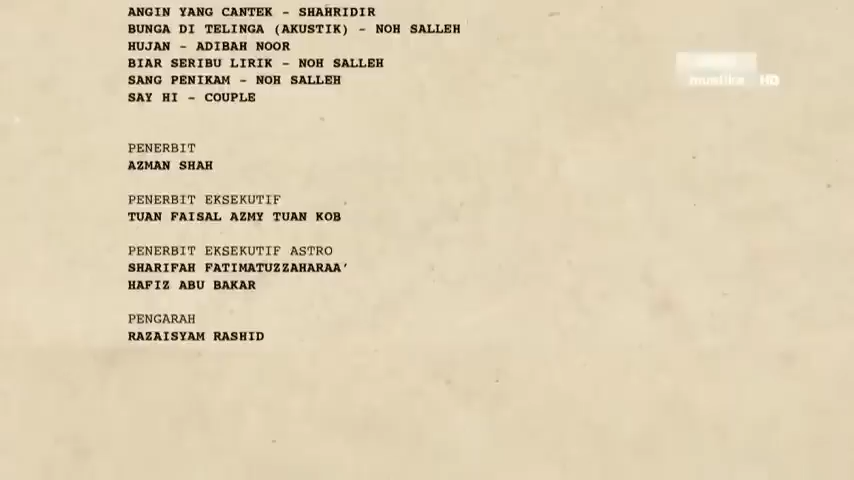 ANGIN YANG CANTEK – SHAHRIDIR
BUNGA DI TELINGA (AKUSTIK) – NOH SALLEH
HUJAN – ADIBAH NOOR
BIAR SERIBU LIRIK – NOH SALLEH
SANG PENIKAM – NOH SALLEH
SAY HI – COUPLE
PENERBIT
AZMAN SHAH
PENERBIT EKSEKUTIF
TUAN FAISAL AZMY TUAN KOB
PENERBIT EKSEKUTIF ASTRO
SHARIFAH FATIMATUZZAHARAA’
HAFIZ ABU BAKAR
PENGARAH
RAZAISYAM RASHID
mustika HD